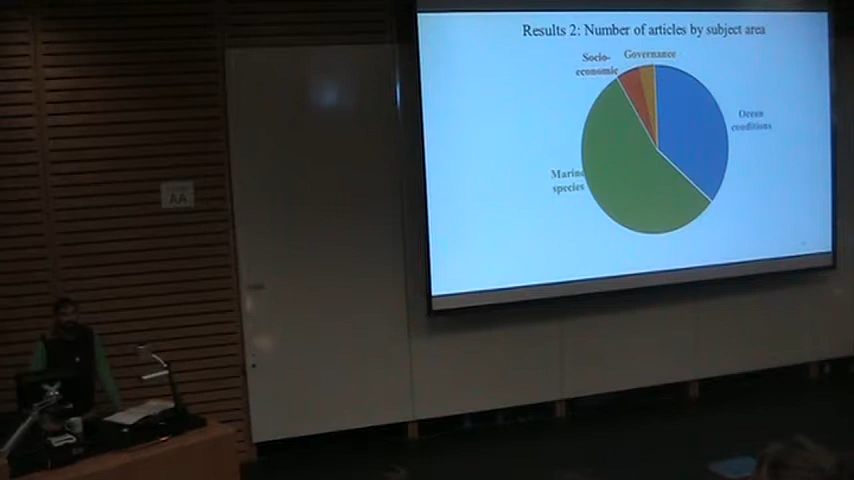 Results 2: Number of articles by subject area
Socio-
economic
Governance
Ocean
conditions
Marine
species
AA